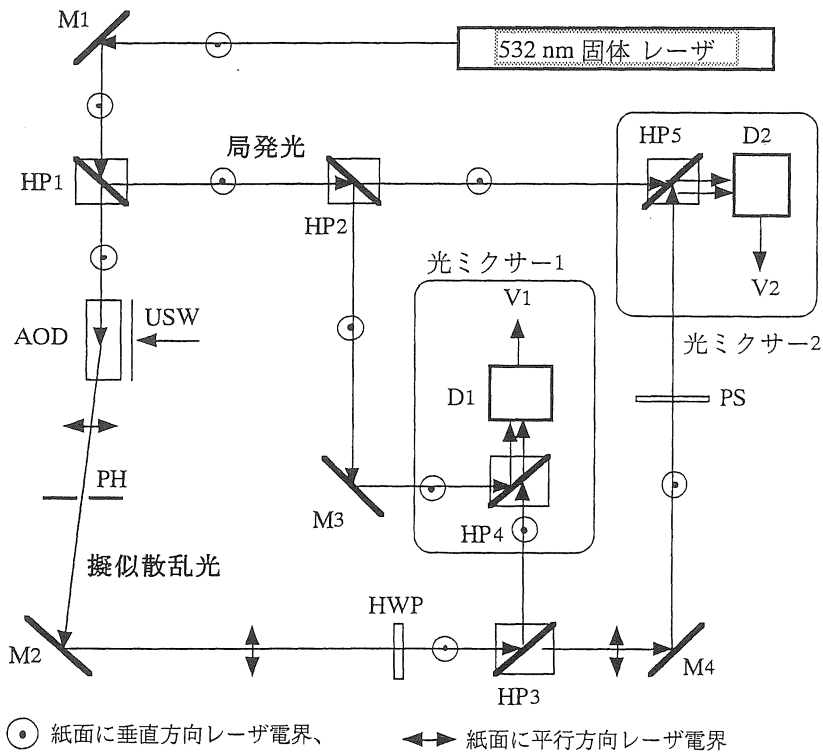 M1
532 nm 固体 レーザ
HP1
局発光
HP2
HP5
D2
V2
光ミクサー2
光ミクサー1
V1
D1
AOD
USW
PH
擬似散乱光
M3
HP4
PS
M2
HWP
HP3
M4
紙面に垂直方向レーザ電界、
紙面に平行方向レーザ電界